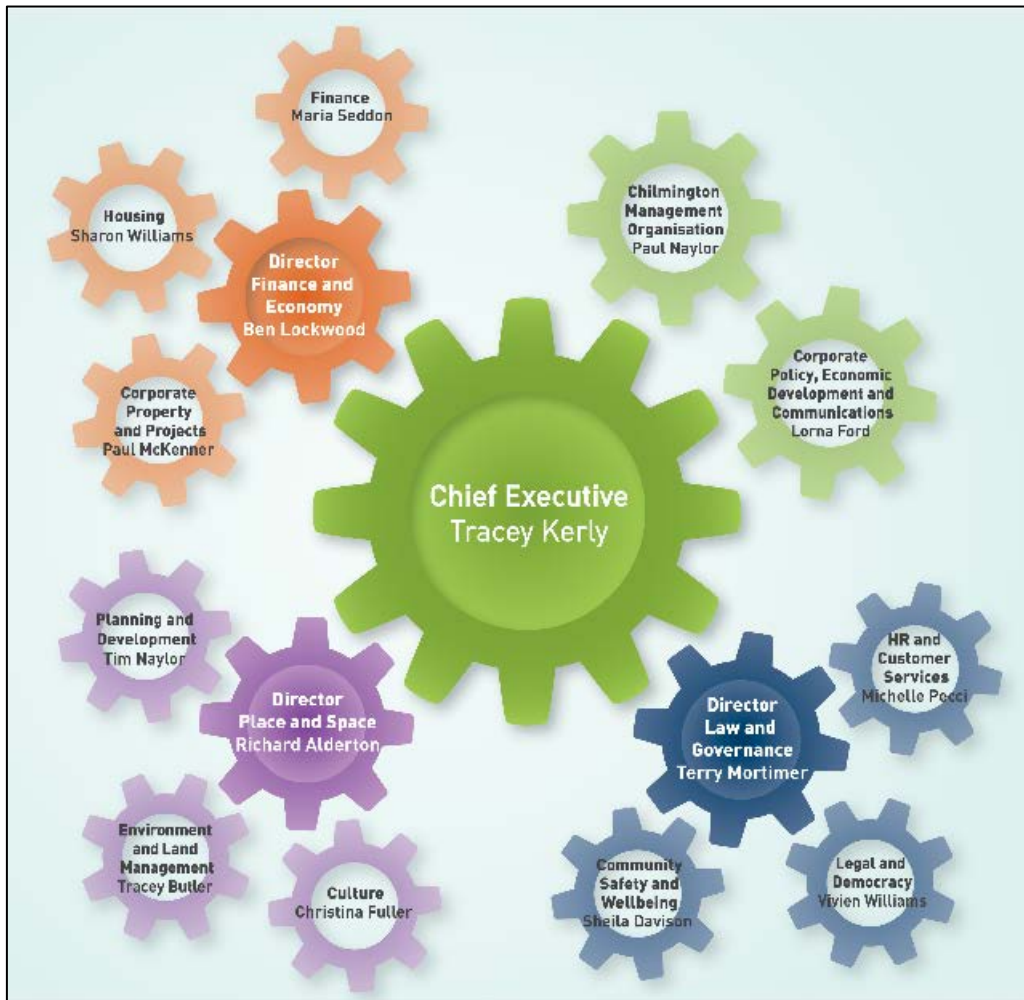 Finance
Maria Seddon
Housing
Sharon Williams
Director
Finance and
Economy
Ben Lockwood
Corporate
Property
and Projects
Paul McKenner
Chilmington
Management
Organisation
Paul Naylor
Corporate
Policy, Economic
Development and
Communications
Lorna Ford
Chief Executive
Tracey Kerly
Planning and
Development
Tim Naylor
Director
Place and Space
Richard Alderton
Environment
and Land
Management
Tracey Butler
Culture
Christina Fuller
Director
Law and
Governance
Terry Mortimer
HR and
Customer
Services
Michelle Pecci
Community
Safety and
Wellbeing
Sheila Davison
Legal and
Democracy
Vivien Williams